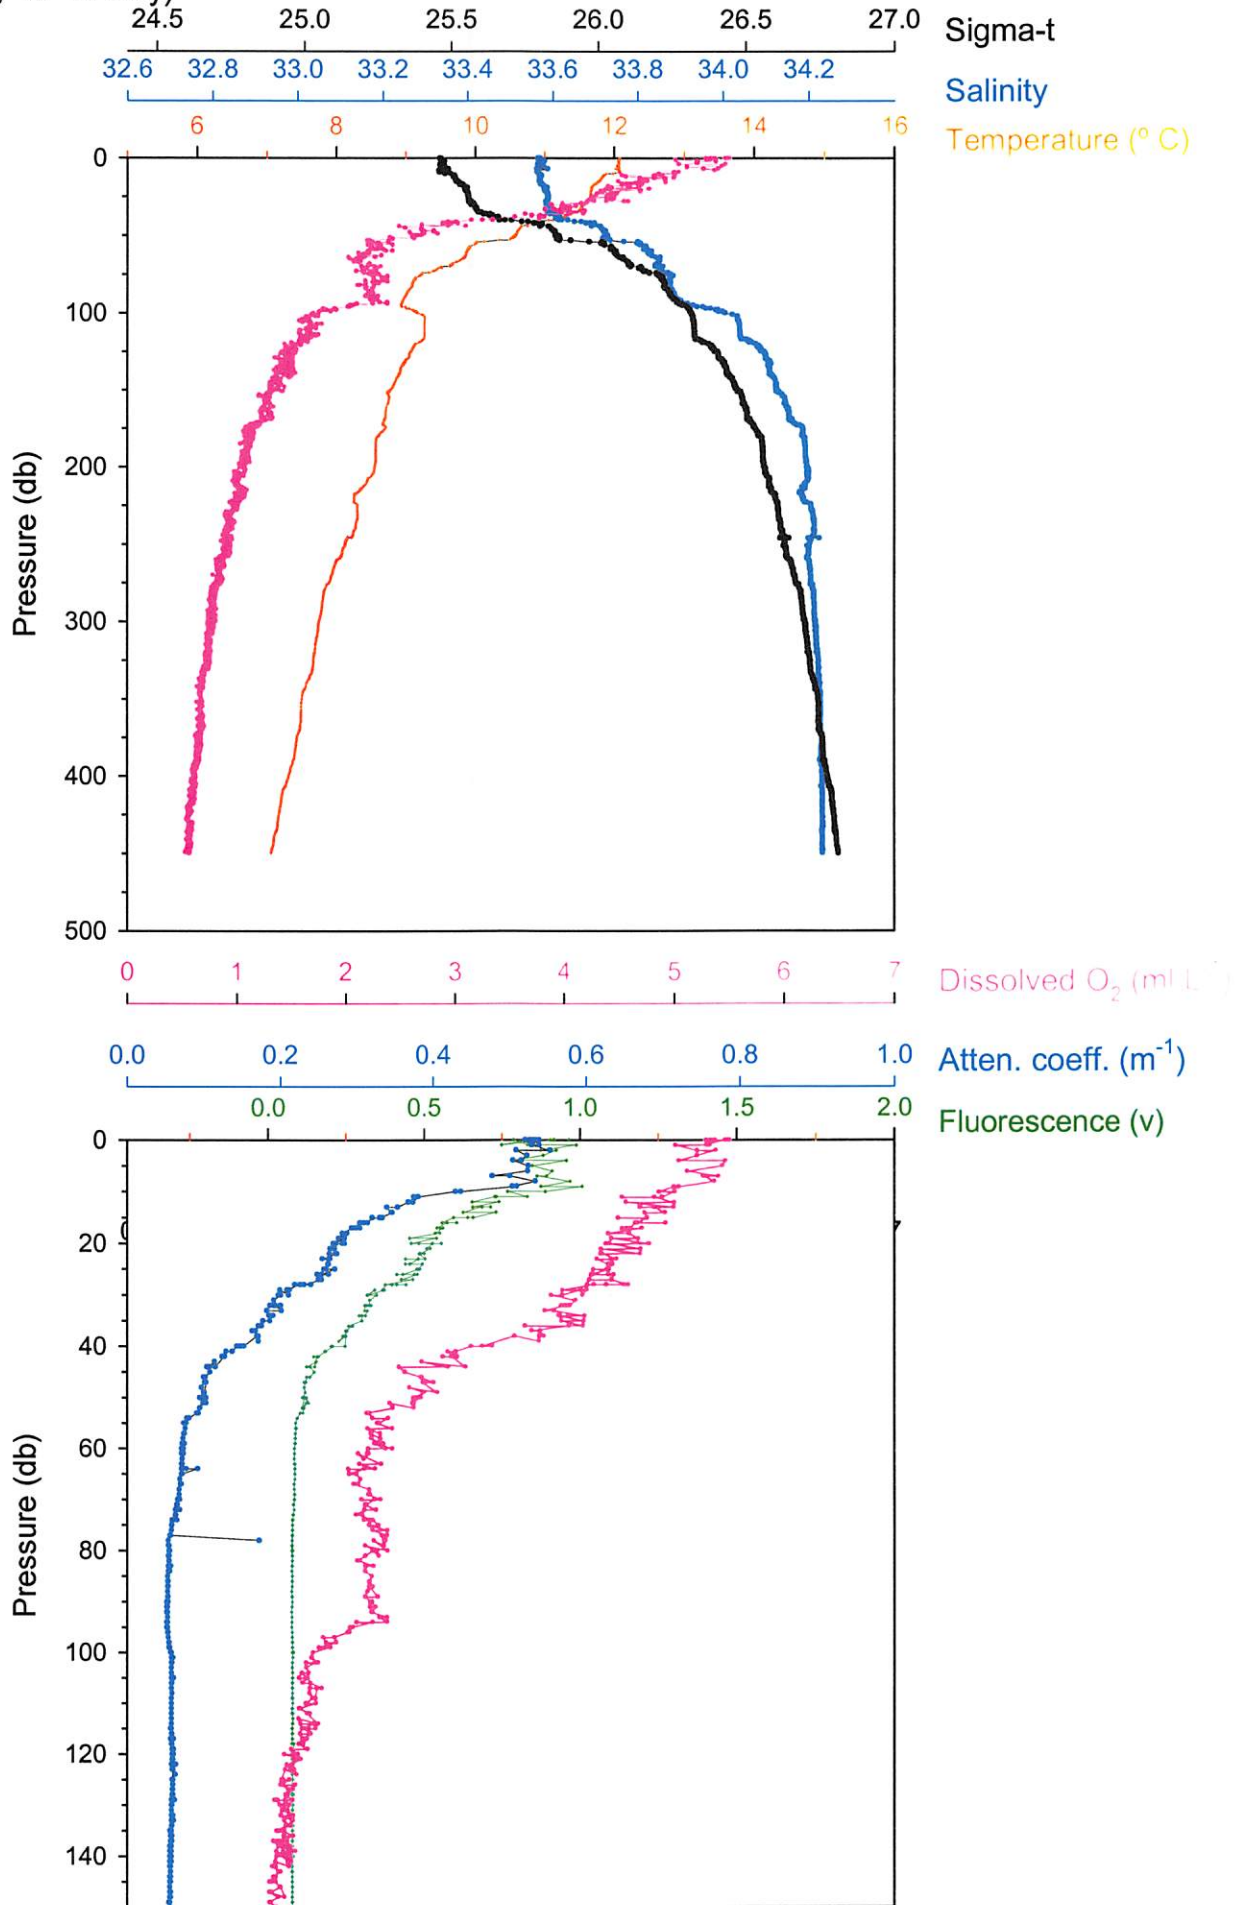 24.5 25.0 25.5 26.0 26.5 27.0 Sigma-t
32.6 32.8 33.0 33.2 33.4 33.6 33.8 34.0 34.2 Salinity
6 8 10 12 14 16 Temperature (º C)
0
100
200
300
400
500
Pressure (db)
0 1 2 3 4 5 6 7 Dissolved O₂ (ml L
0.0 0.2 0.4 0.6 0.8 1.0 Atten. coeff. (m⁻¹)
0.0 0.5 1.0 1.5 2.0 Fluorescence (v)
0
20
40
60
80
100
120
140
Pressure (db)